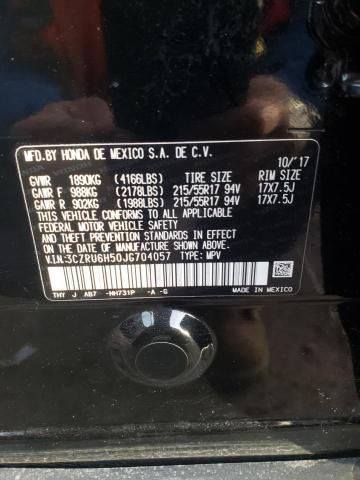 MFD.BY HONDA DE MEXICO S.A. DE C.V. 10/'17
GVWR 1890KG (4166LBS) TIRE SIZE RIM SIZE
GAWR F 988KG (2178LBS) 215/55R17 94V 17X7.5J
GAWR R 902KG (1988LBS) 215/55R17 94V 17X7.5J
THIS VEHICLE CONFORMS TO ALL APPLICABLE
FEDERAL MOTOR VEHICLE SAFETY
AND THEFT PREVENTION STANDARDS IN EFFECT
ON THE DATE OF MANUFACTURE SHOWN ABOVE.
V.I.N:3CZRU6H50JG704057 TYPE: MPV
THY J AB7 -NH731P -A -G MADE IN MEXICO